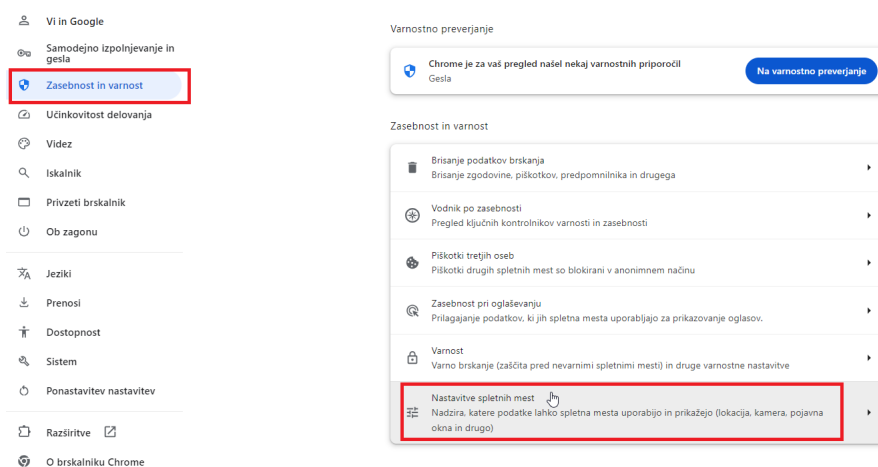 Vi in Google
Samodejno izpolnjevanje in
gesla
Zasebnost in varnost
Učinkovitost delovanja
Videz
Iskalnik
Privzeti brskalnik
Ob zagonu
Jeziki
Prenosi
Dostopnost
Sistem
Ponastavitev nastavitev
Razširitve
O brskalniku Chrome
Varnostno preverjanje
Chrome je za vaš pregled našel nekaj varnostnih priporočil
Gesla
Na varnostno preverjanje
Zasebnost in varnost
Brisanje podatkov brskanja
Brisanje zgodovine, piškotkov, predpomnilnika in drugega
Vodnik po zasebnosti
Pregled ključnih kontrolnikov varnosti in zasebnosti
Piškotki tretjih oseb
Piškotki drugih spletnih mest so blokirani v anonimnem načinu
Zasebnost pri oglaševanju
Prilagajanje podatkov, ki jih spletna mesta uporabljajo za prikazovanje oglasov.
Varnost
Varno brskanje (zaščita pred nevarnimi spletnimi mesti) in druge varnostne nastavitve
Nastavitve spletnih mest
Nadzira, katere podatke lahko spletna mesta uporabijo in prikažejo (lokacija, kamera, pojavna
okna in drugo)